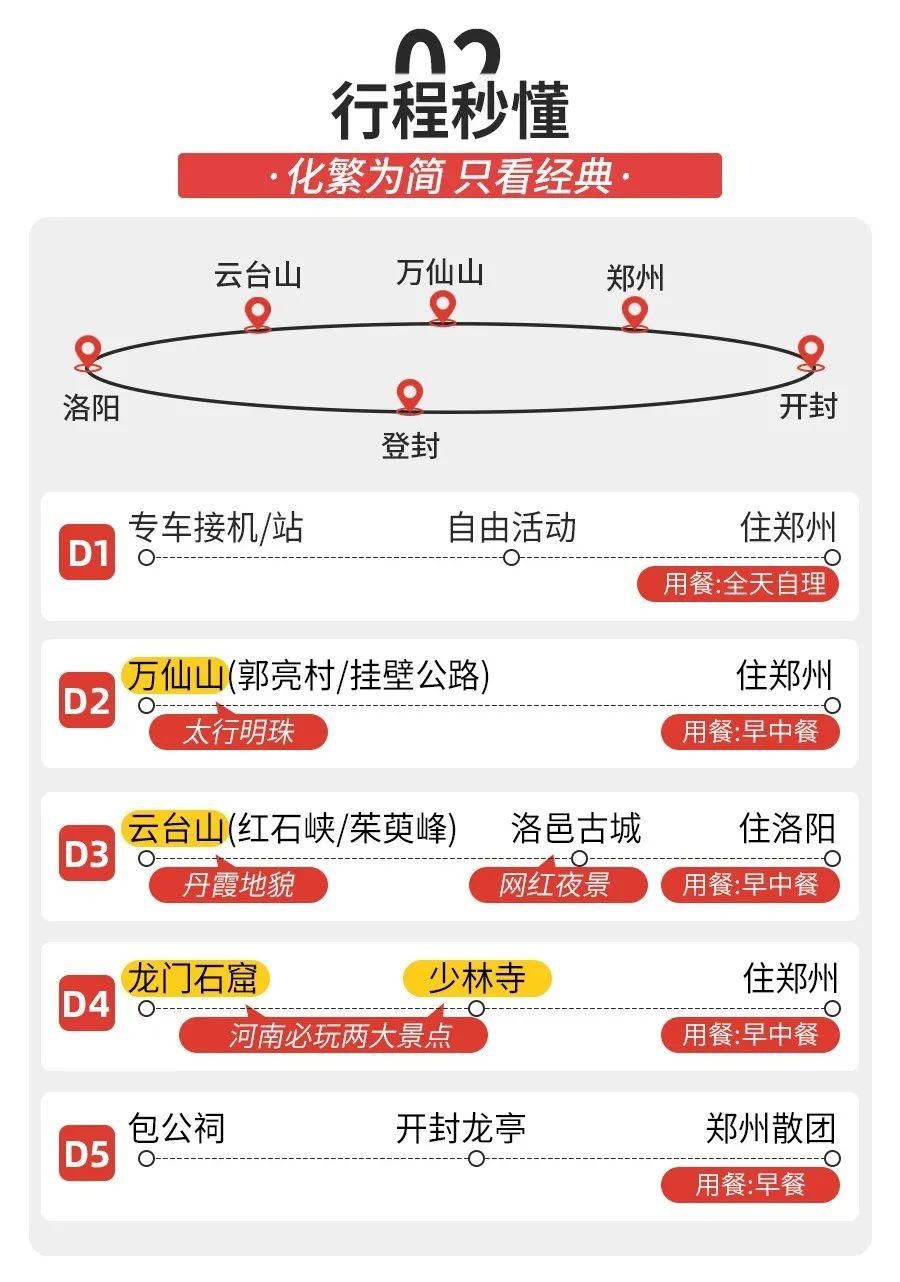 02
行程秒懂
·化繁为简 只看经典·
云台山
万仙山
郑州
洛阳
开封
登封
D1
专车接机/站
自由活动
住郑州
用餐:全天自理
D2
万仙山(郭亮村/挂壁公路)
住郑州
太行明珠
用餐:早中餐
D3
云台山(红石峡/茱萸峰)
洛邑古城
住洛阳
丹霞地貌
网红夜景
用餐:早中餐
D4
龙门石窟
少林寺
住郑州
河南必玩两大景点
用餐:早中餐
D5
包公祠
开封龙亭
郑州散团
用餐:早餐